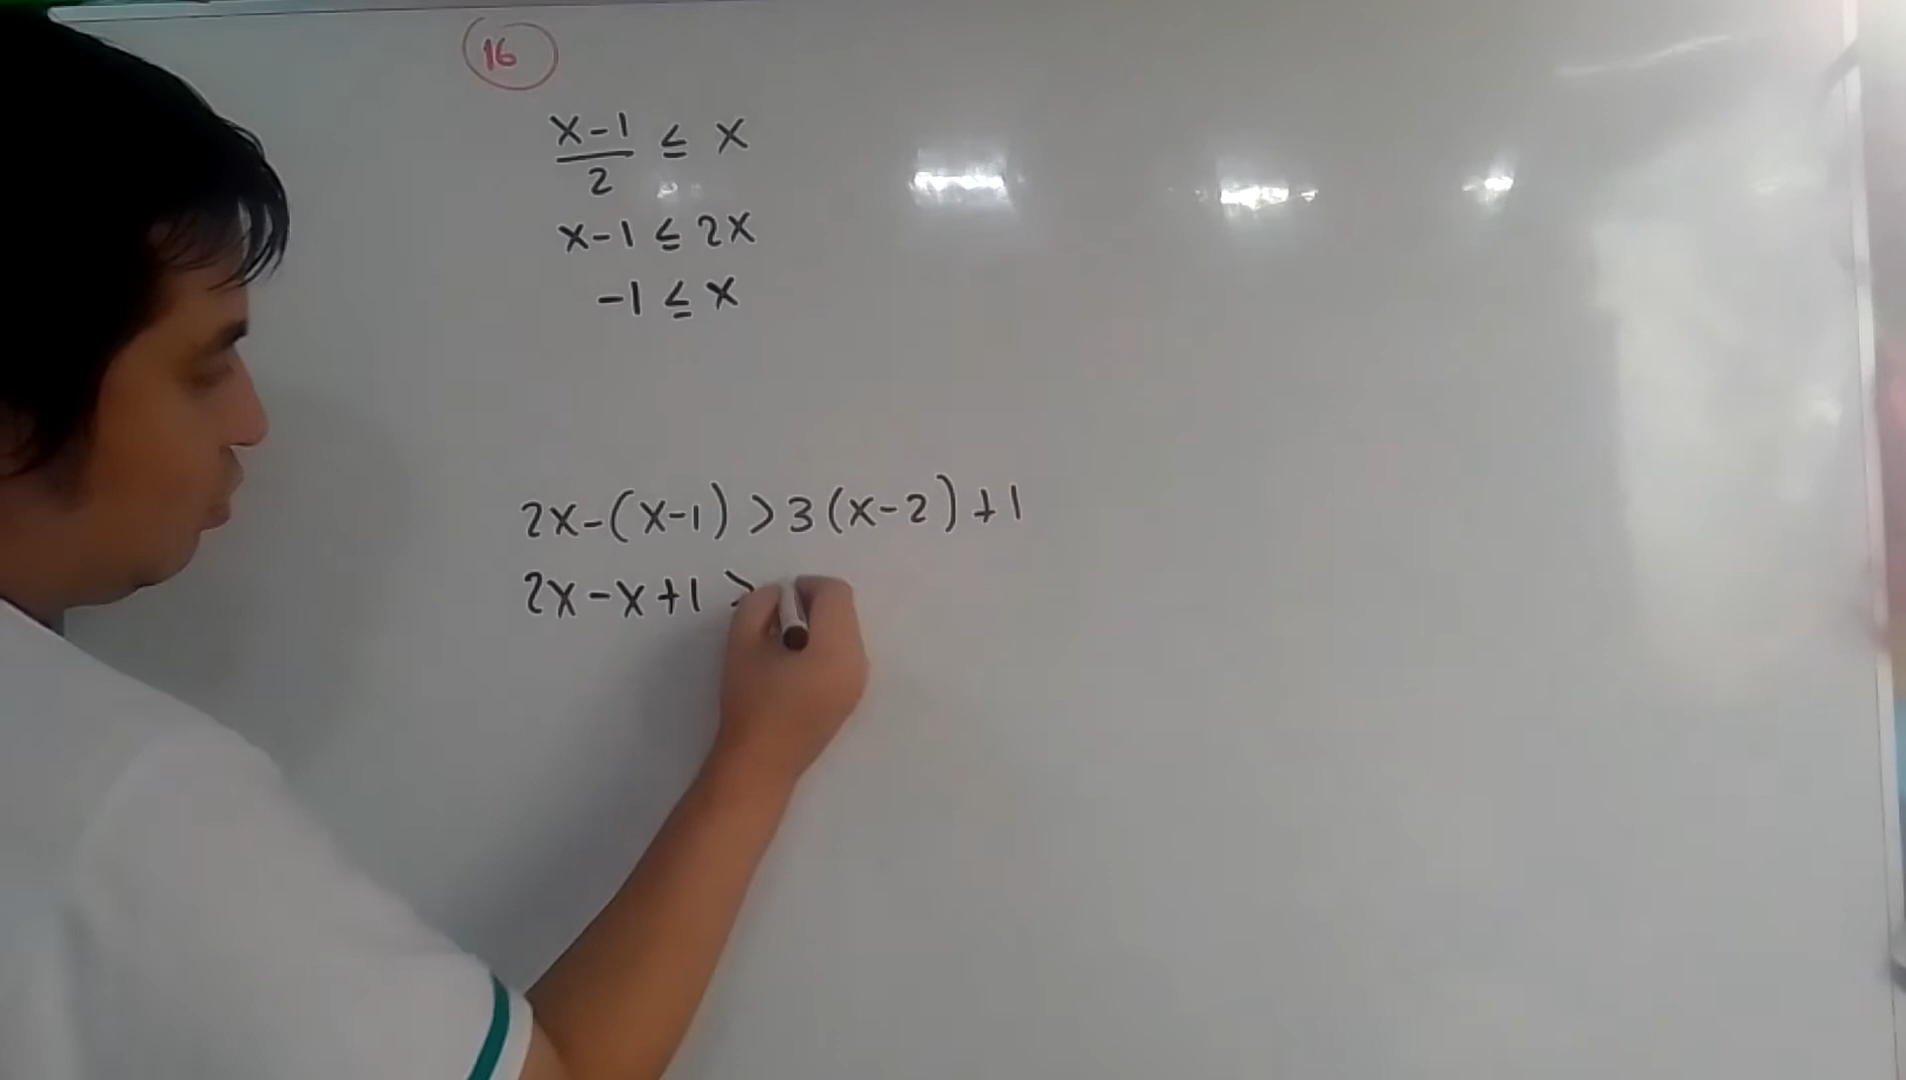 16
x-1/2 ≤ x
x-1 ≤ 2x
-1 ≤ x
2x-(x-1) > 3(x-2)+1
2x-x+1 >